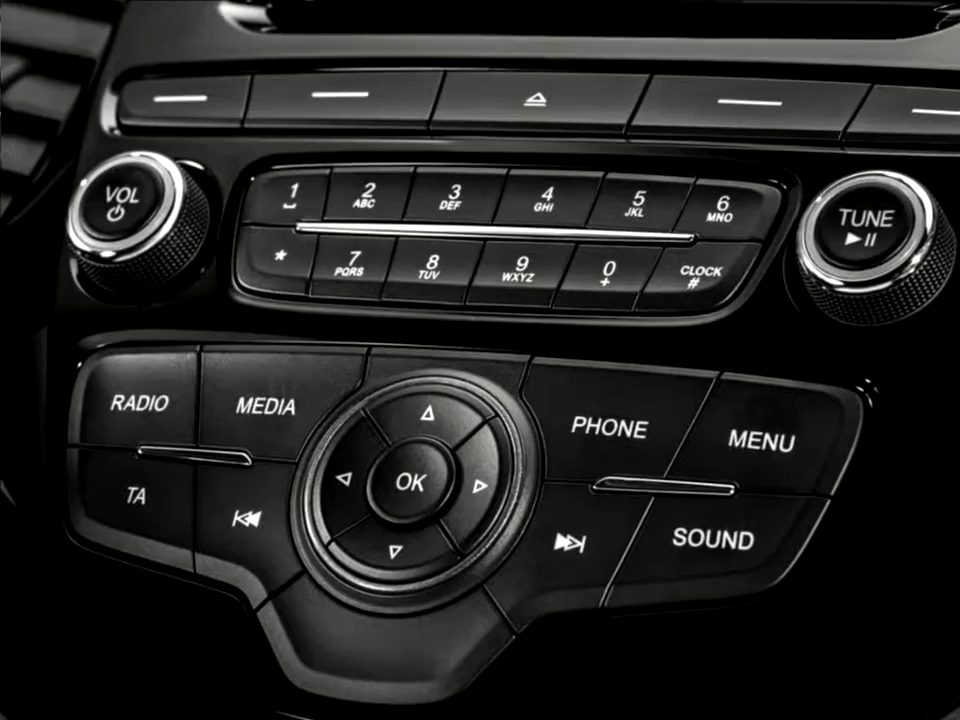 VOL
TUNE
1
2
ABC
3
DEF
4
GHI
5
JKL
6
MNO
*
7
PQRS
8
TUV
9
WXYZ
0
+
CLOCK
#
RADIO
MEDIA
PHONE
MENU
TA
OK
SOUND